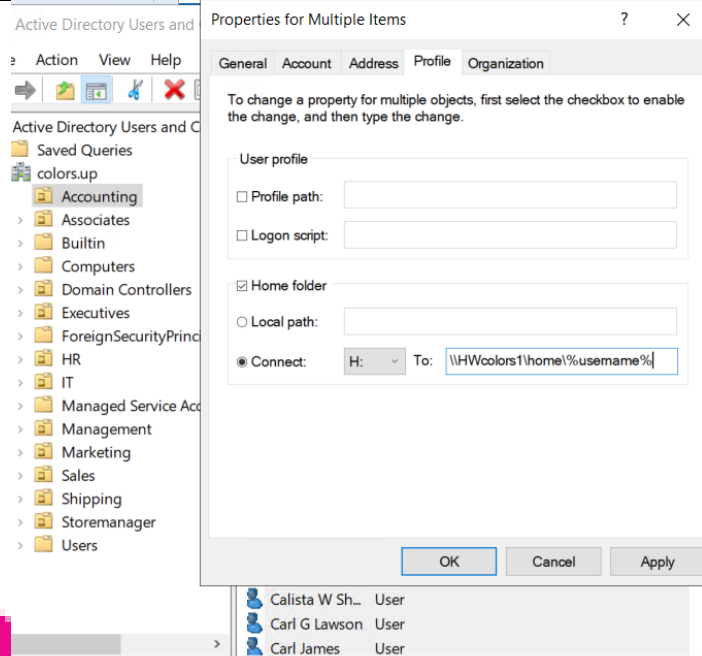 Active Directory Users and
Properties for Multiple Items
?
Action View Help
General Account Address Profile Organization
To change a property for multiple objects, first select the checkbox to enable
the change, and then type the change.
Active Directory Users and C
Saved Queries
colors.up
Accounting
Associates
Builtin
Computers
Domain Controllers
Executives
ForeignSecurityPrinci
HR
IT
Managed Service Acc
Management
Marketing
Sales
Shipping
Storemanager
Users
User profile
Profile path:
Logon script:
Home folder
Local path:
Connect: H: To: \\HWcolors1\home\%username%
OK Cancel Apply
Calista W Sh... User
Carl G Lawson User
Carl James User